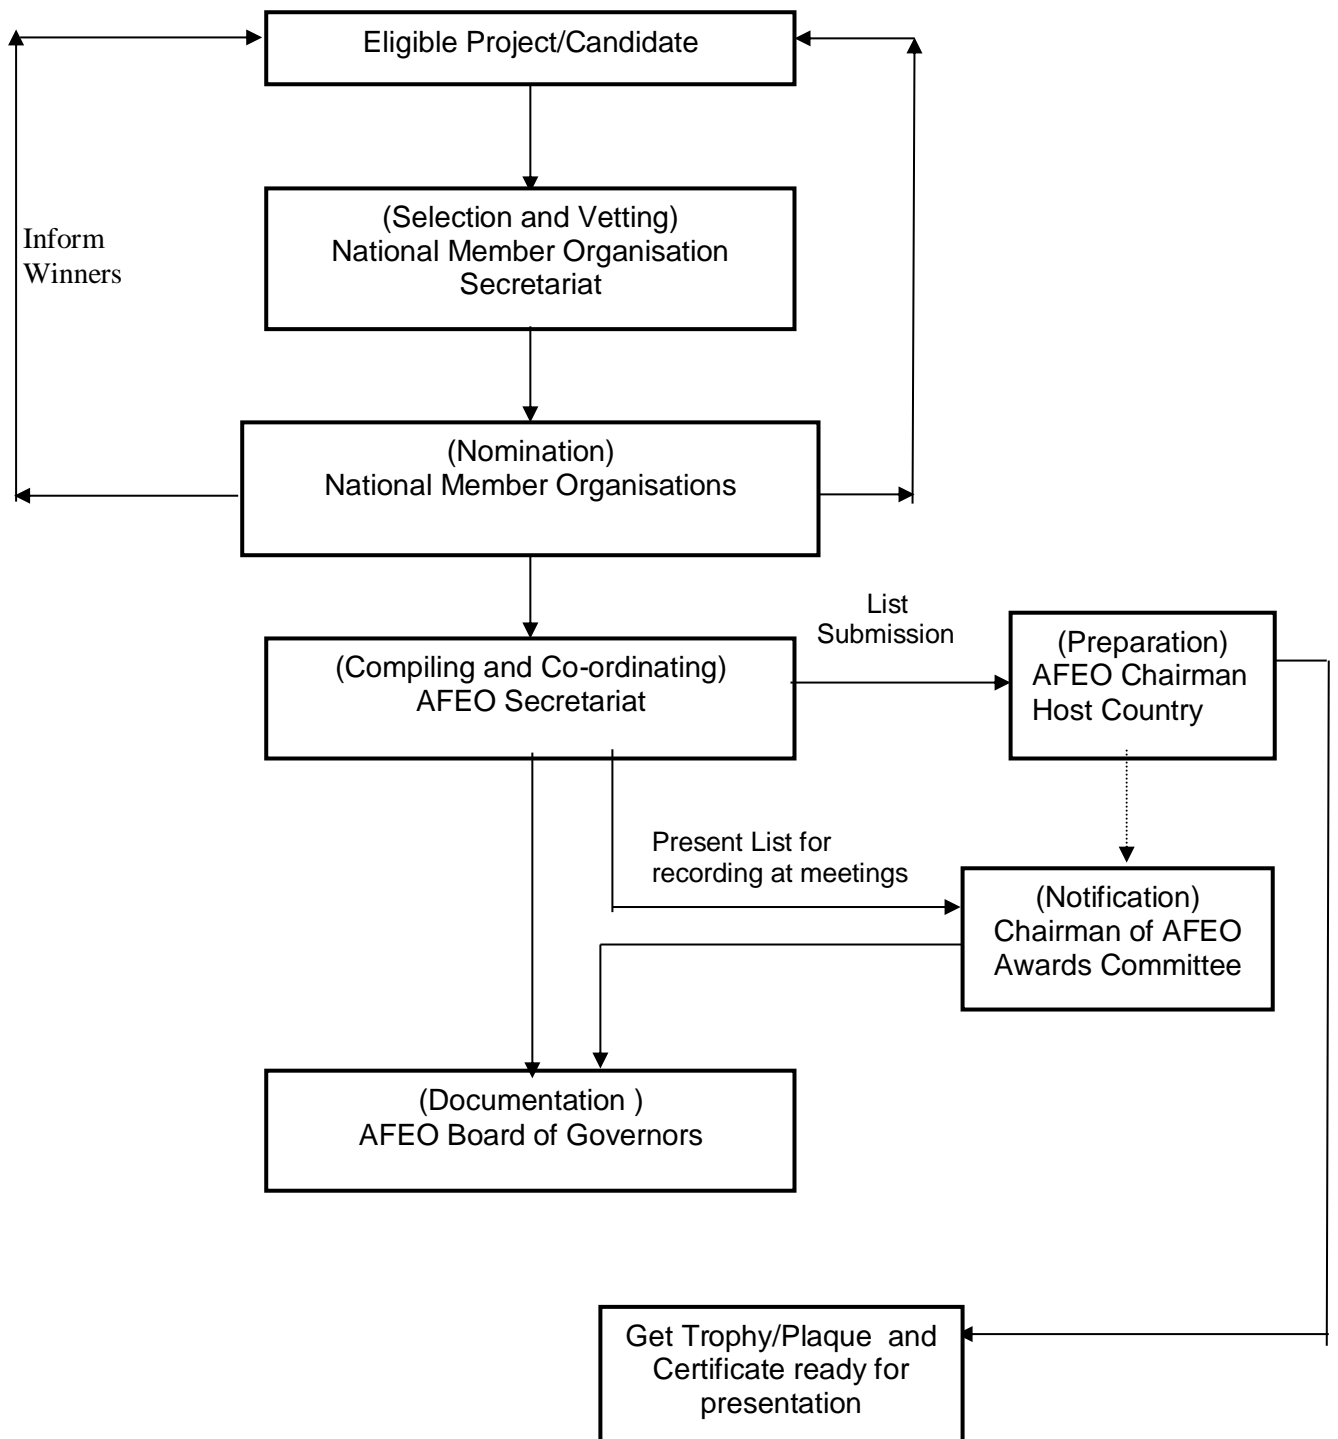 Eligible Project/Candidate
(Selection and Vetting)
National Member Organisation
Secretariat
Inform
Winners
(Nomination)
National Member Organisations
List
Submission
(Compiling and Co-ordinating)
AFEO Secretariat
(Preparation)
AFEO Chairman
Host Country
Present List for
recording at meetings
(Notification)
Chairman of AFEO
Awards Committee
(Documentation )
AFEO Board of Governors
Get Trophy/Plaque  and
Certificate ready for
presentation